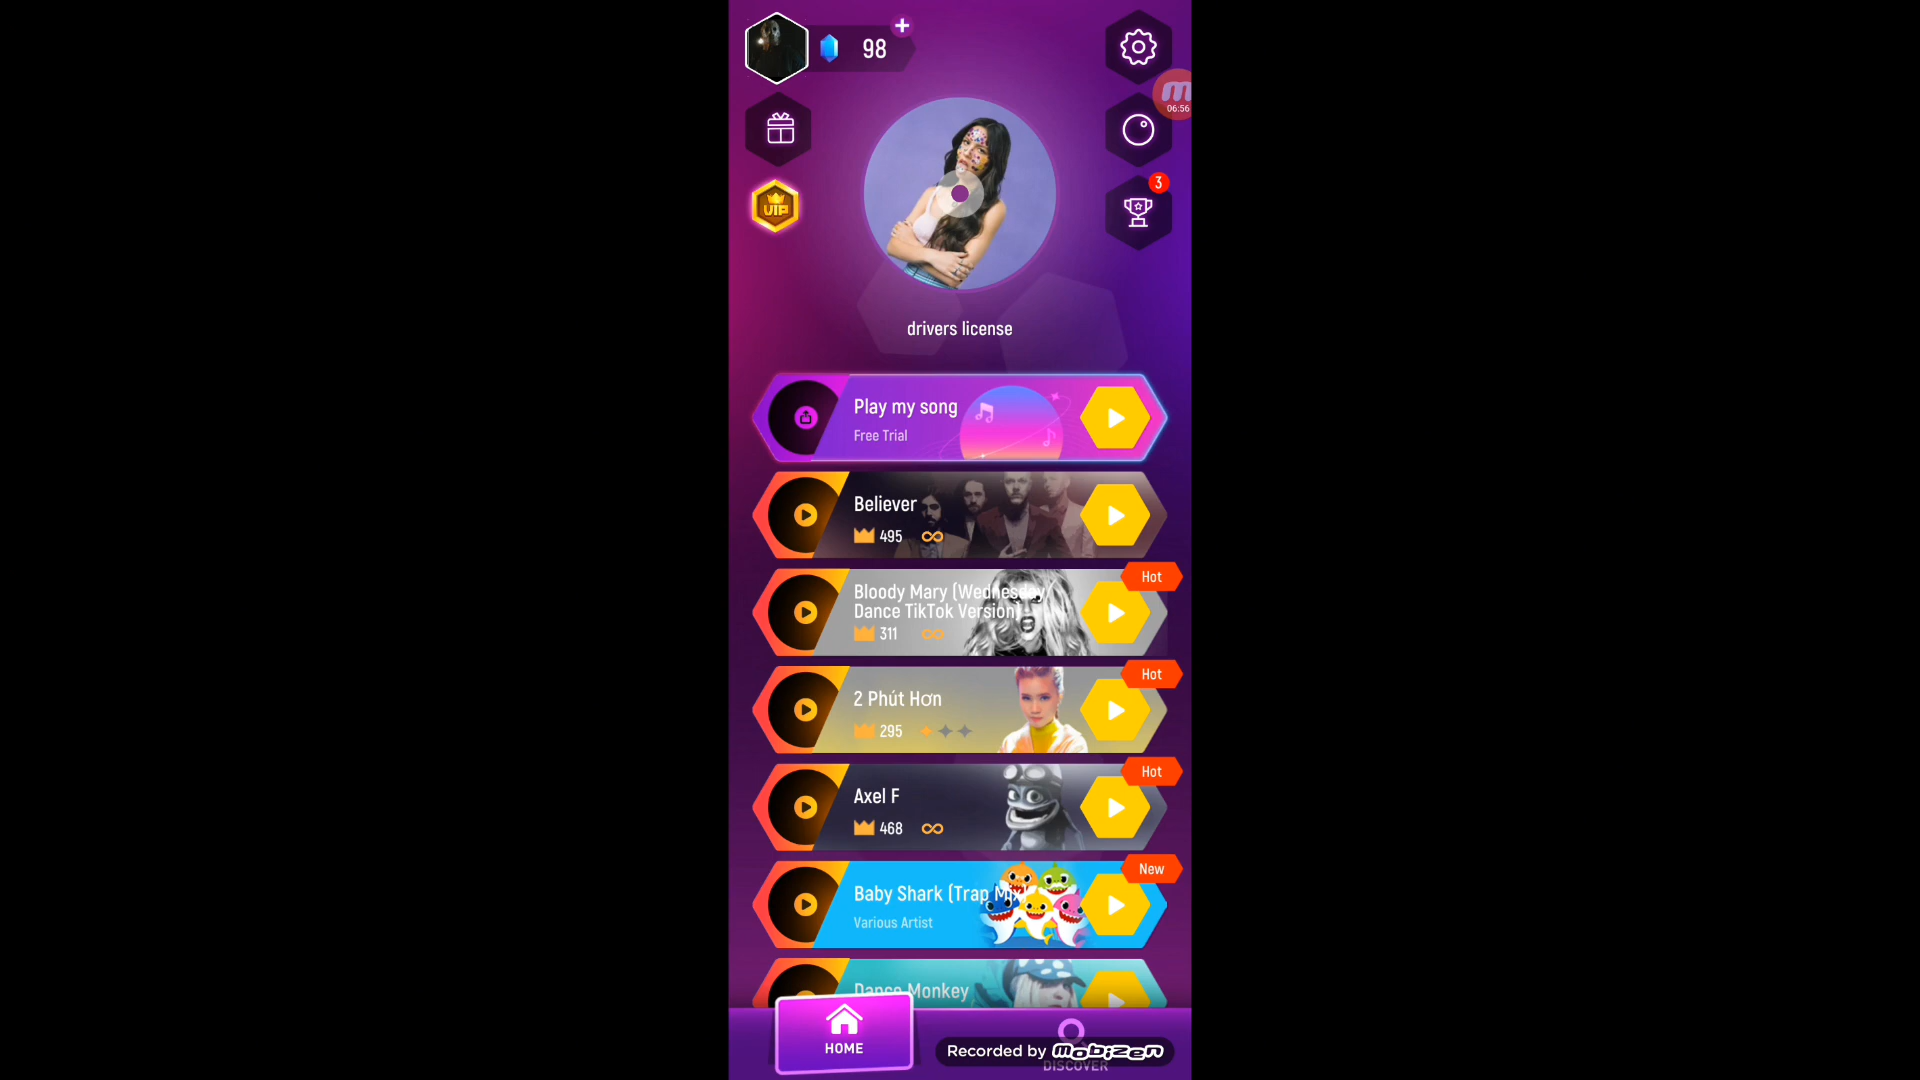 98
m
06:56
VIP
3
drivers license
Play my song
Free Trial
Believer
495
Hot
Bloody Mary (Wednesday
Dance TikTok Version)
311
Hot
2 Phút Hơn
295
Hot
Axel F
468
New
Baby Shark (Trap Mix)
Various Artist
Dance Monkey
HOME
Recorded by mobizen
DISCOVER